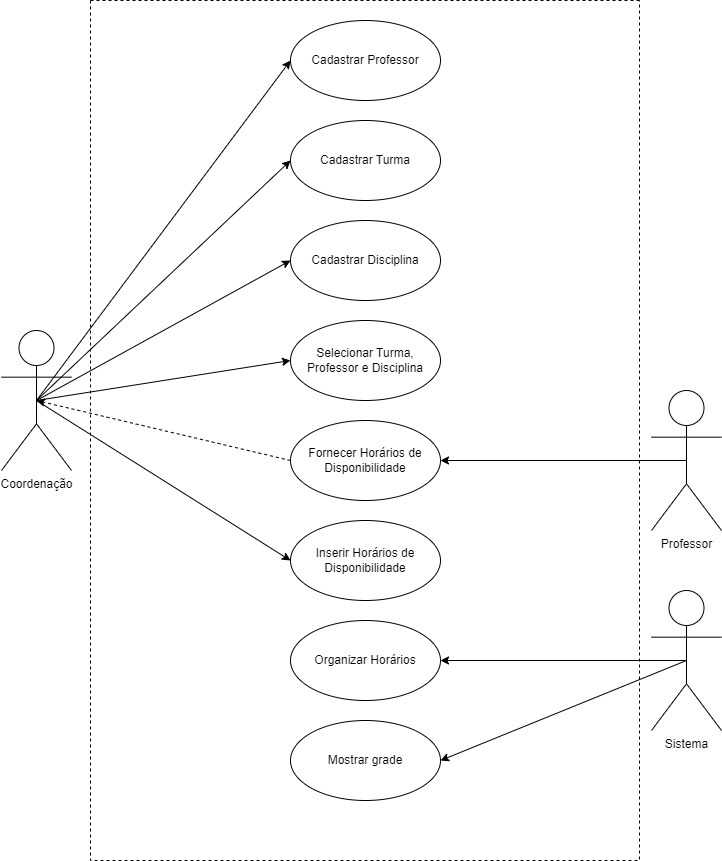 Cadastrar Professor
Cadastrar Turma
Cadastrar Disciplina
Selecionar Turma,
Professor e Disciplina
Coordenação
Fornecer Horários de
Disponibilidade
Professor
Inserir Horários de
Disponibilidade
Organizar Horários
Sistema
Mostrar grade